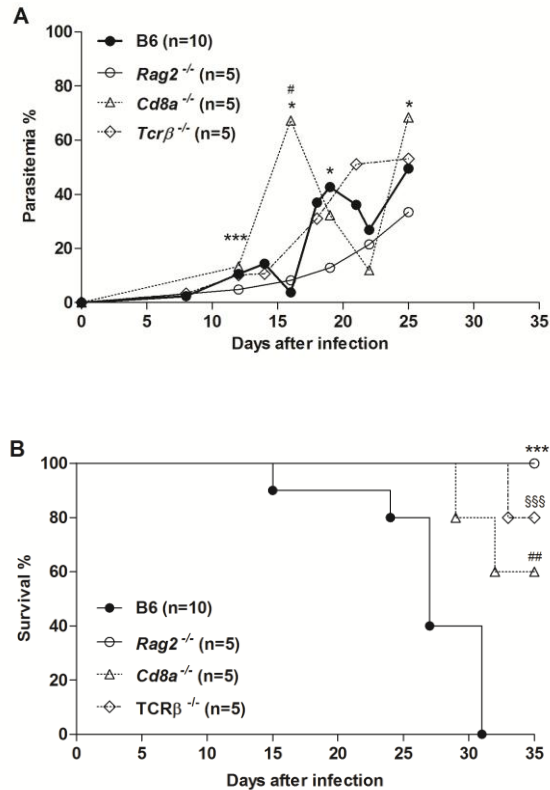 A
B6 (n=10)
Rag2 -/- (n=5)
Cd8a -/- (n=5)
Tcrβ -/- (n=5)
#
*
*
*
***
Parasitemia %
100
80
60
40
20
0
0 5 10 15 20 25 30 35
Days after infection
B
***
§§§
##
B6 (n=10)
Rag2 -/- (n=5)
Cd8a -/- (n=5)
TCRβ -/- (n=5)
Survival %
100
80
60
40
20
0
0 5 10 15 20 25 30 35
Days after infection